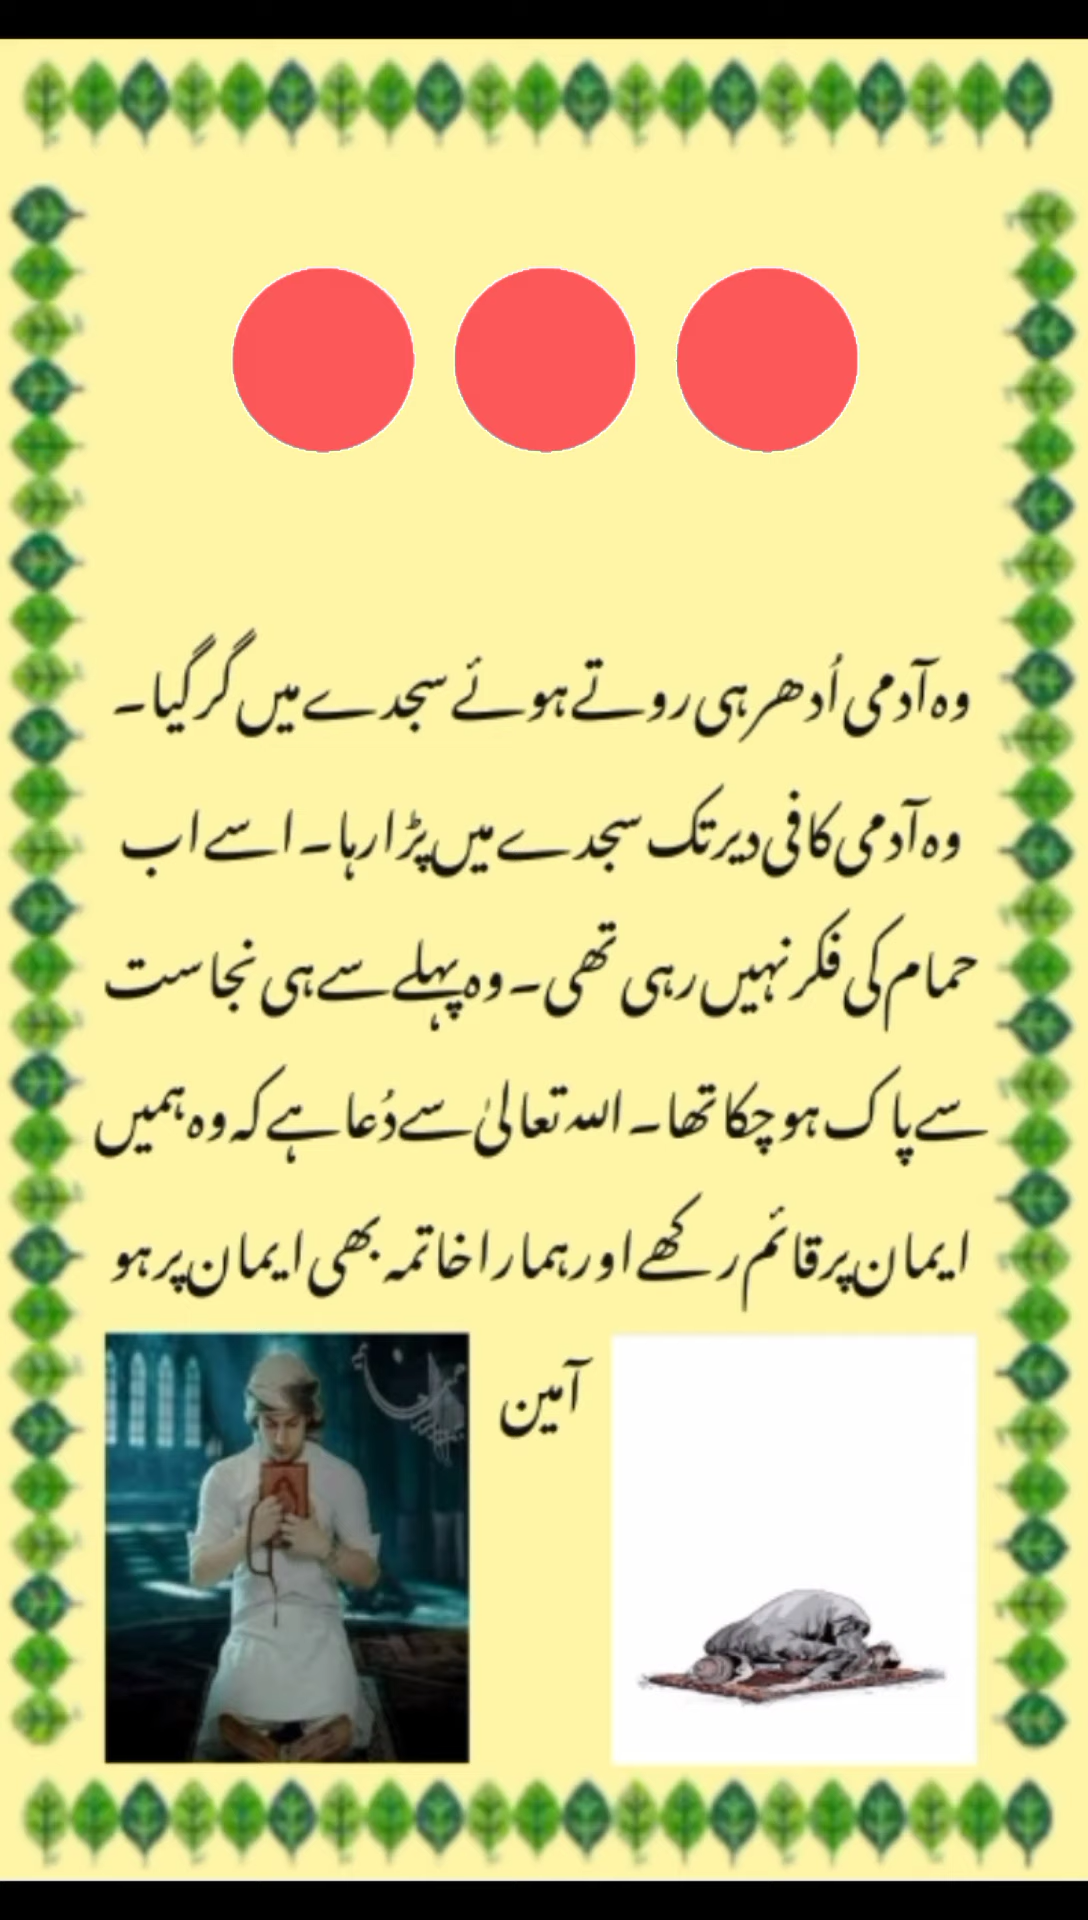 وہ آدمی اُدھر ہی روتے ہوئے سجدے میں گر گیا۔
وہ آدمی کافی دیر تک سجدے میں پڑا رہا۔ اسے اب
حمام کی فکر نہیں رہی تھی۔ وہ پہلے سے ہی نجاست
سے پاک ہو چکا تھا۔ اللہ تعالیٰ سے دُعا ہے کہ وہ ہمیں
ایمان پر قائم رکھے اور ہمارا خاتمہ بھی ایمان پر ہو
آمین